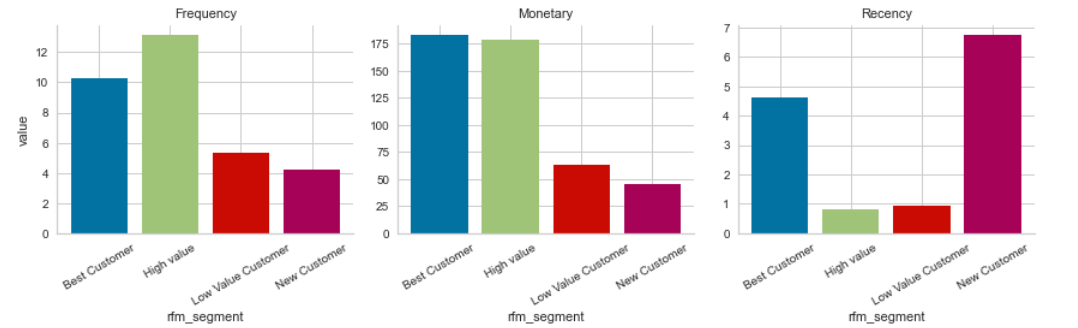 Frequency
value
12
10
8
6
4
2
0
Best Customer
High value
Low Value Customer
New Customer
rfm_segment
Monetary
175
150
125
100
75
50
25
0
Best Customer
High value
Low Value Customer
New Customer
rfm_segment
Recency
7
6
5
4
3
2
1
0
Best Customer
High value
Low Value Customer
New Customer
rfm_segment